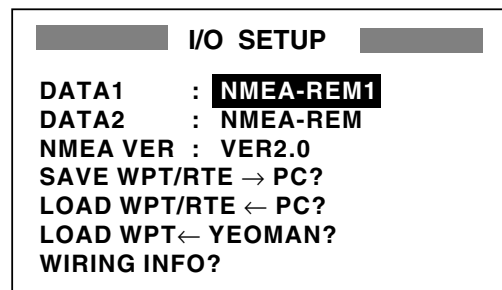 I/O SETUP
DATA1 : NMEA-REM1
DATA2 : NMEA-REM
NMEA VER : VER2.0
SAVE WPT/RTE → PC?
LOAD WPT/RTE ← PC?
LOAD WPT← YEOMAN?
WIRING INFO?